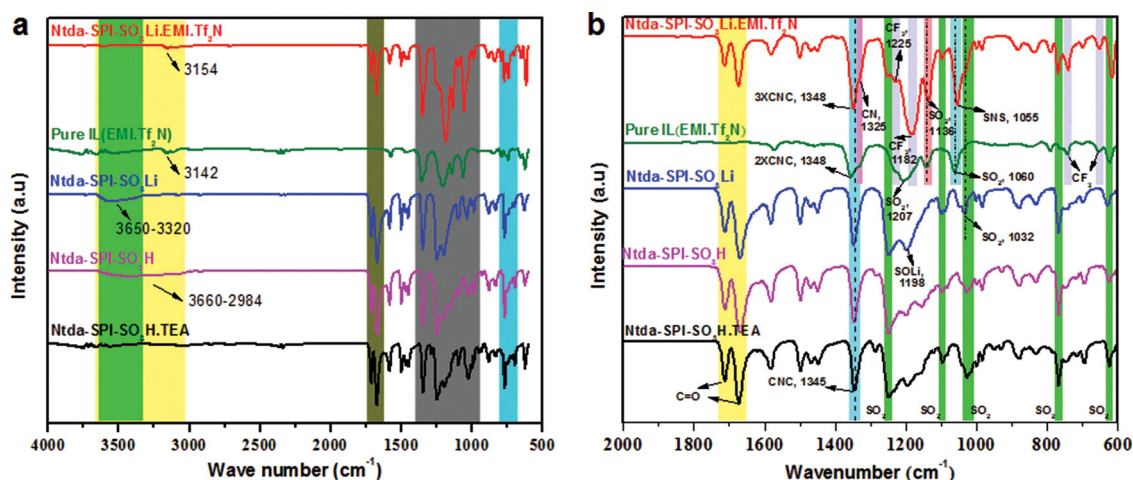 a
Ntda-SPI-SO3Li.EMI.Tf2N
3154
Pure IL(EMI.Tf2N)
3142
Ntda-SPI-SO3Li
3650-3320
Ntda-SPI-SO3H
3660-2984
Ntda-SPI-SO3H.TEA
Intensity (a.u)
4000 3500 3000 2500 2000 1500 1000 500
Wave number (cm-1)
b
Ntda-SPI-SO3Li.EMI.Tf2N
CF3,
1225
3XCNC, 1348
CN,
1325
SO2,
1136
SNS, 1055
Pure IL(EMI.Tf2N)
CF3,
1182
2XCNC, 1348
SO2, 1060
CF3
Ntda-SPI-SO3Li
SO2,
1207
SO2, 1032
SOLi,
1198
Ntda-SPI-SO3H
Ntda-SPI-SO3H.TEA
C=O
CNC, 1345
SO2 SO2 SO2 SO2 SO2
Intensity (a.u)
2000 1800 1600 1400 1200 1000 800 600
Wavenumber (cm-1)